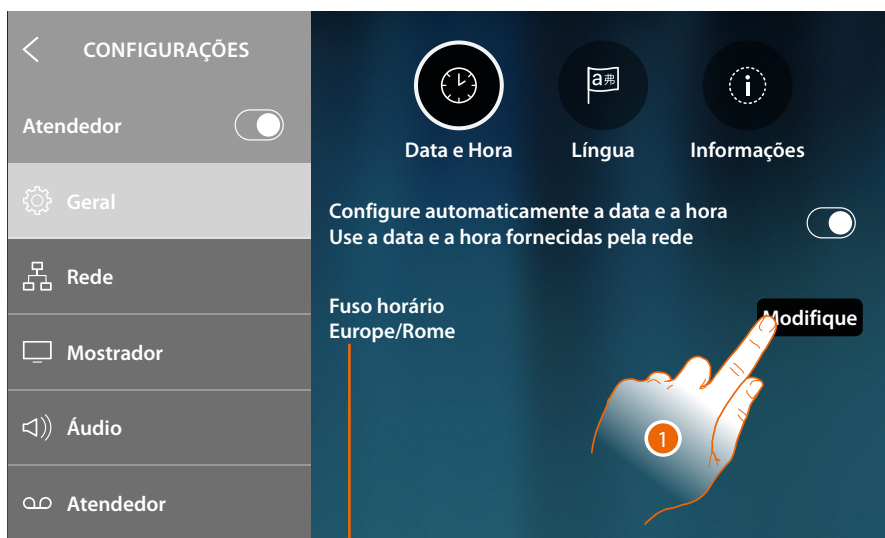 CONFIGURAÇÕES
Atendedor
Geral
Rede
Mostrador
Áudio
Atendedor
Data e Hora
Língua
Informações
Configure automaticamente a data e a hora
Use a data e a hora fornecidas pela rede
Fuso horário
Europe/Rome
Modifique
1